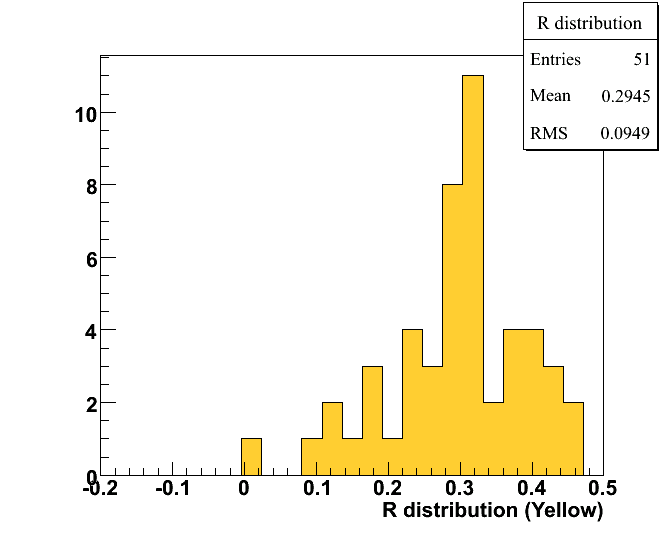 R distribution
Entries 51
Mean 0.2945
RMS 0.0949
10
8
6
4
2
0
-0.2 -0.1 0 0.1 0.2 0.3 0.4 0.5
R distribution (Yellow)